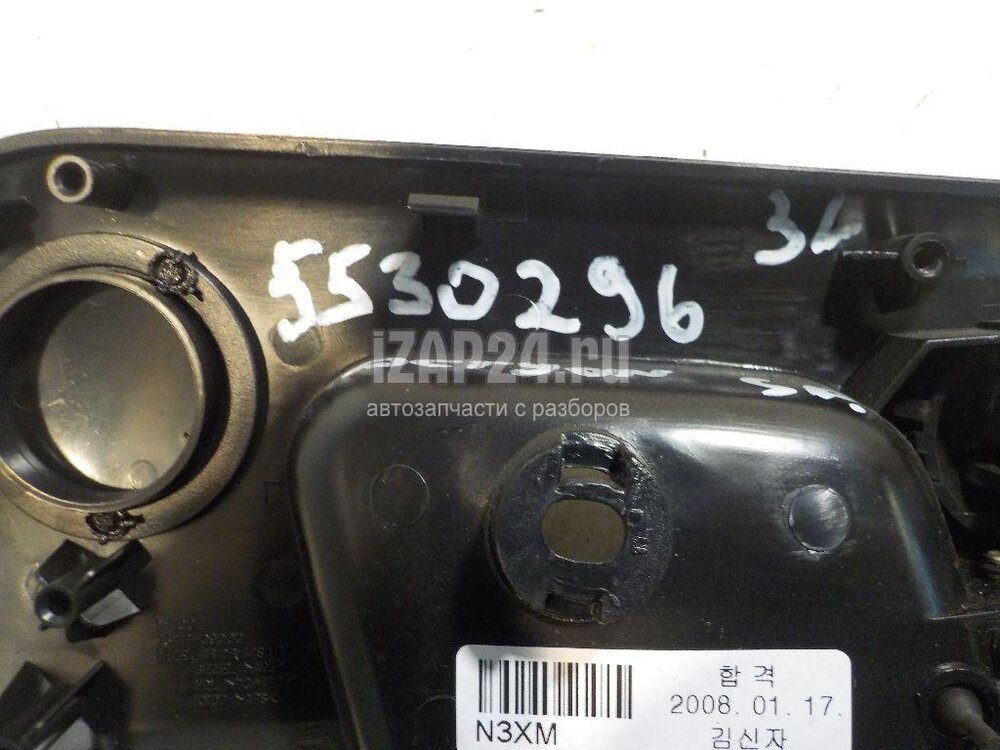 34
5530296
iZAP24.ru
автозапчасти с разборов
합격
2008. 01. 17.
N3XM
김신자